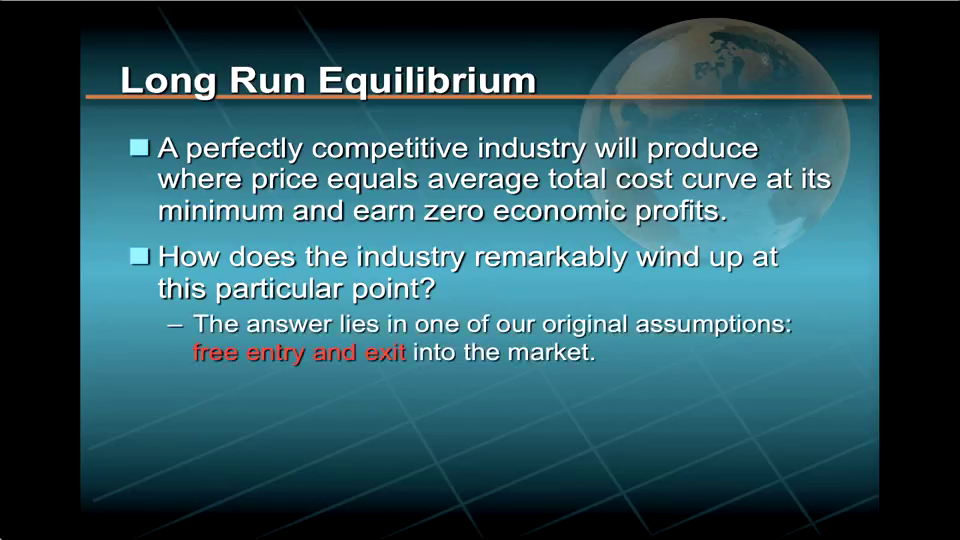 Long Run Equilibrium
A perfectly competitive industry will produce
where price equals average total cost curve at its
minimum and earn zero economic profits.
How does the industry remarkably wind up at
this particular point?
– The answer lies in one of our original assumptions:
free entry and exit into the market.